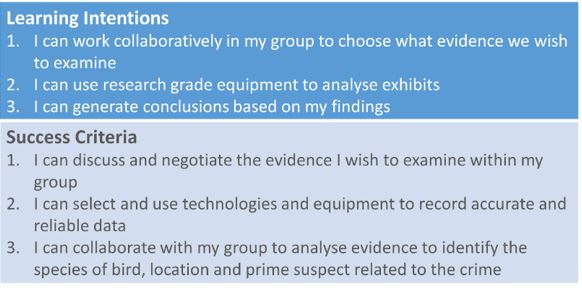 Learning Intentions
1. I can work collaboratively in my group to choose what evidence we wish
to examine
2. I can use research grade equipment to analyse exhibits
3. I can generate conclusions based on my findings
Success Criteria
1. I can discuss and negotiate the evidence I wish to examine within my
group
2. I can select and use technologies and equipment to record accurate and
reliable data
3. I can collaborate with my group to analyse evidence to identify the
species of bird, location and prime suspect related to the crime